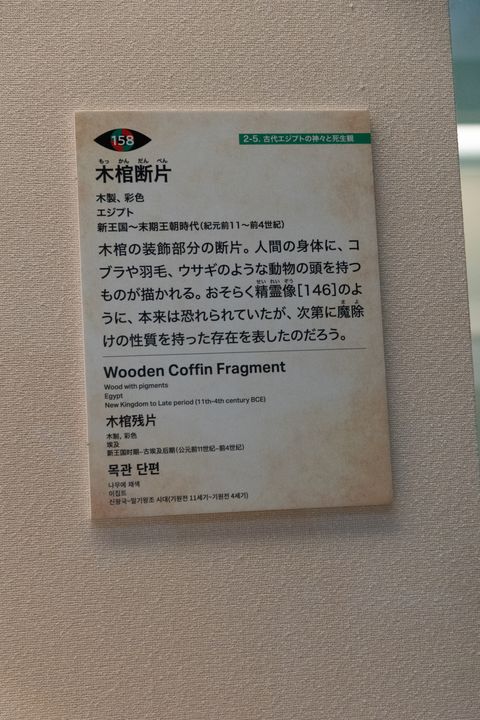 158
2-5. 古代エジプトの神々と死生観
もっ かん だん ぺん
木棺断片
木製、彩色
エジプト
新王国〜末期王朝時代(紀元前11〜前4世紀)
木棺の装飾部分の断片。人間の身体に、コ
ブラや羽毛、ウサギのような動物の頭を持つ
せい れい ぞう
ものが描かれる。おそらく精霊像[146]のよ
ま よ
うに、本来は恐れられていたが、次第に魔除
けの性質を持った存在を表したのだろう。
Wooden Coffin Fragment
Wood with pigments
Egypt
New Kingdom to Late period (11th-4th century BCE)
木棺残片
木制, 彩色
埃及
新王国时期-古埃及后期(公元前11世纪-前4世纪)
목관 단편
나무에 채색
이집트
신왕국-말기왕조 시대(기원전 11세기~기원전 4세기)